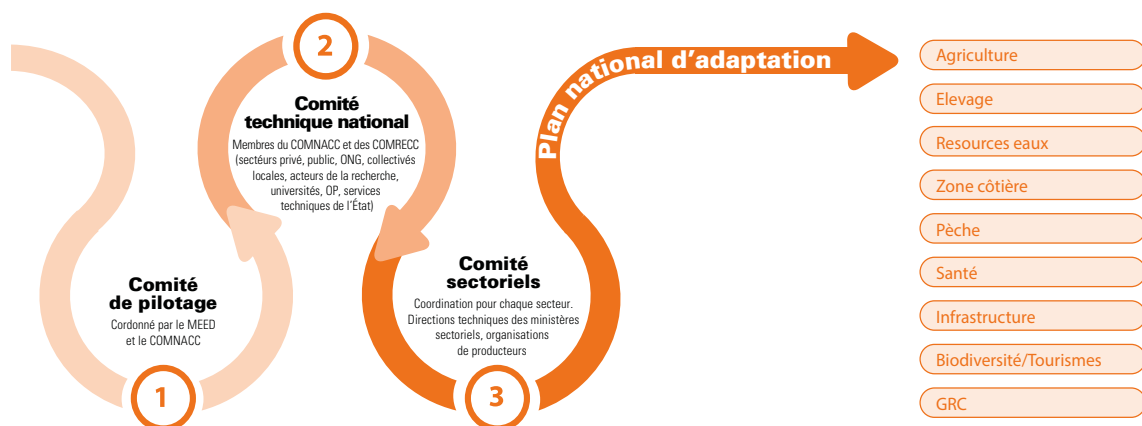 1
Comité
de pilotage
Cordonné par le MEED
et le COMNACC
2
Comité
technique national
Membres du COMNACC et des COMRECC
(sectéurs privé, public, ONG, collectivés
locales, acteurs de la recherche,
universités, OP, services
techniques de l'État)
3
Comité
sectoriels
Coordination pour chaque secteur.
Directions techniques des ministères
sectoriels, organisations
de producteurs
Plan national d'adaptation
Agriculture
Elevage
Resources eaux
Zone côtière
Pèche
Santé
Infrastructure
Biodiversité/Tourismes
GRC